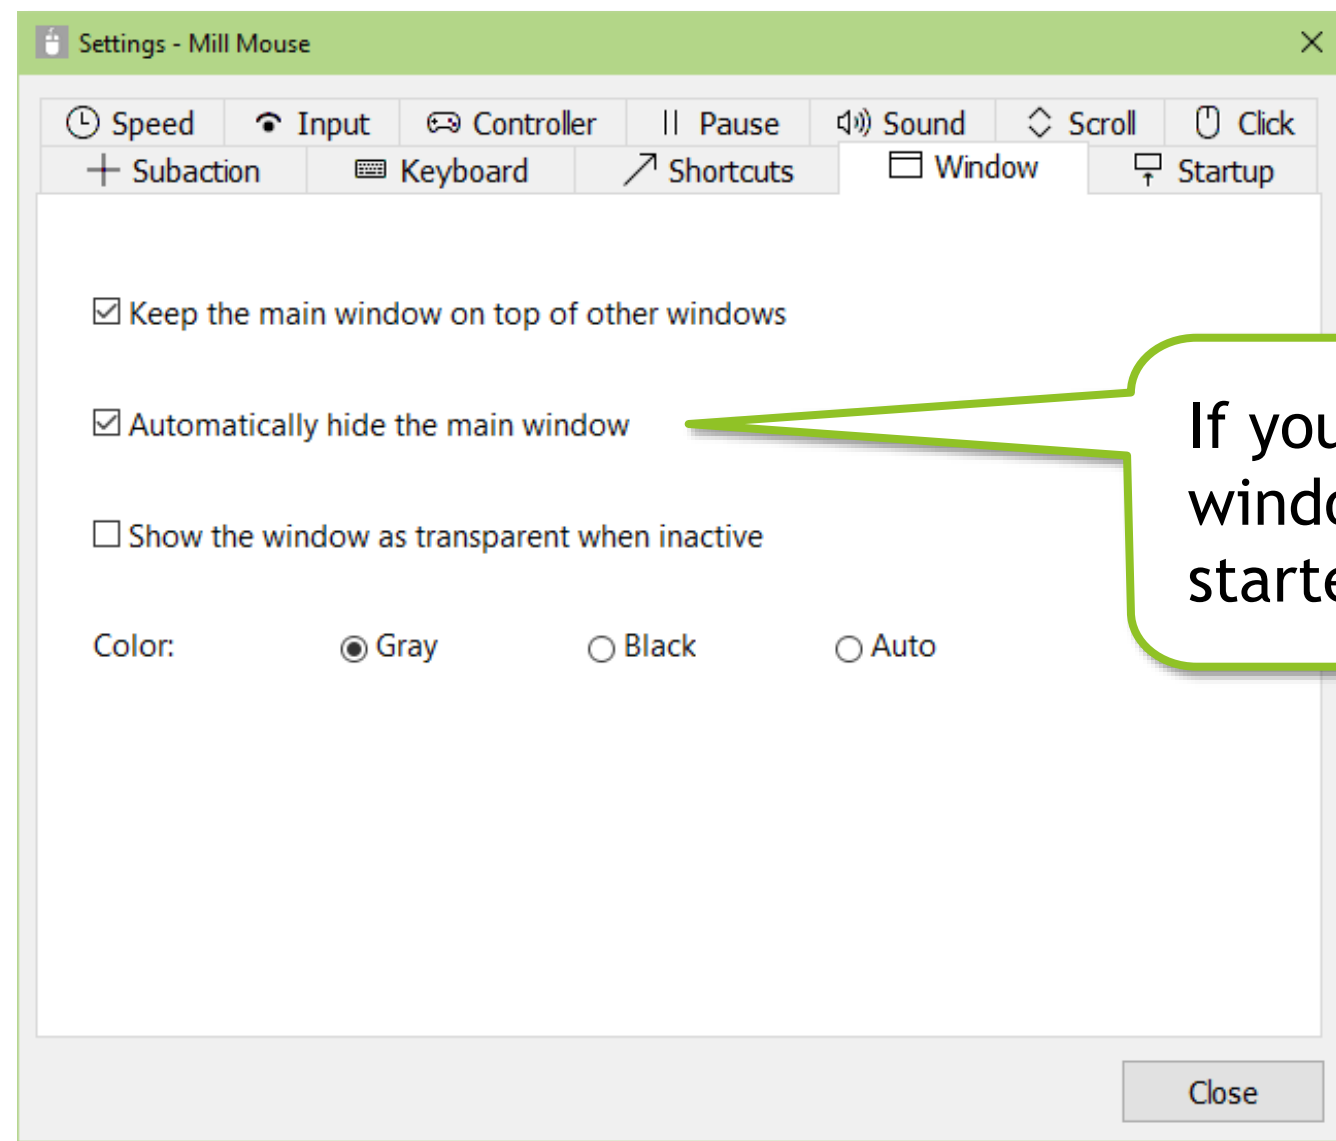 Settings - Mill Mouse
Speed Input Controller Pause Sound Scroll Click
Subaction Keyboard Shortcuts Window Startup
Keep the main window on top of other windows
Automatically hide the main window
If you
Show the window as transparent when inactive
Color: Gray Black Auto
Close